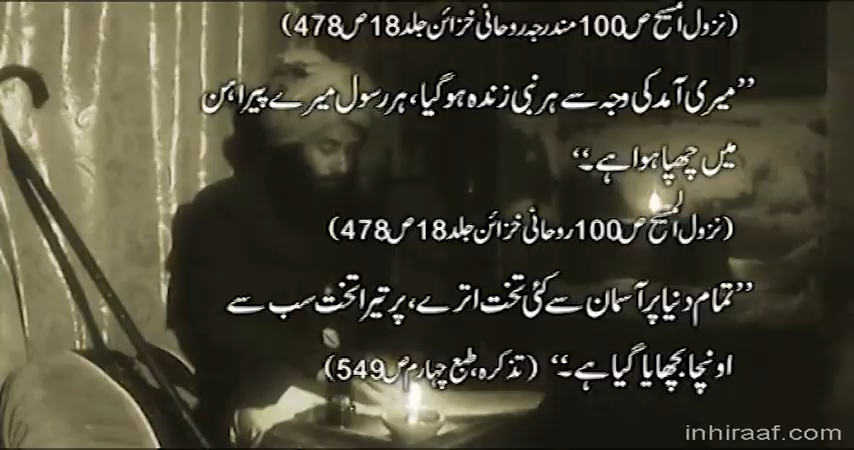 (نزول المسیح ص100 مندرجہ روحانی خزائن جلد18 ص478)
”میری آمد کی وجہ سے ہر نبی زندہ ہو گیا، ہر رسول میرے پیراہن
میں چھپا ہوا ہے۔“
(نزول المسیح ص100 روحانی خزائن جلد18 ص478)
”تمام دنیا پر آسمان سے کئی تخت اترے، پر تیرا تخت سب سے
اونچا بچھایا گیا ہے۔“ (تذکرہ، طبع چہارم ص549)
inhiraaf.com